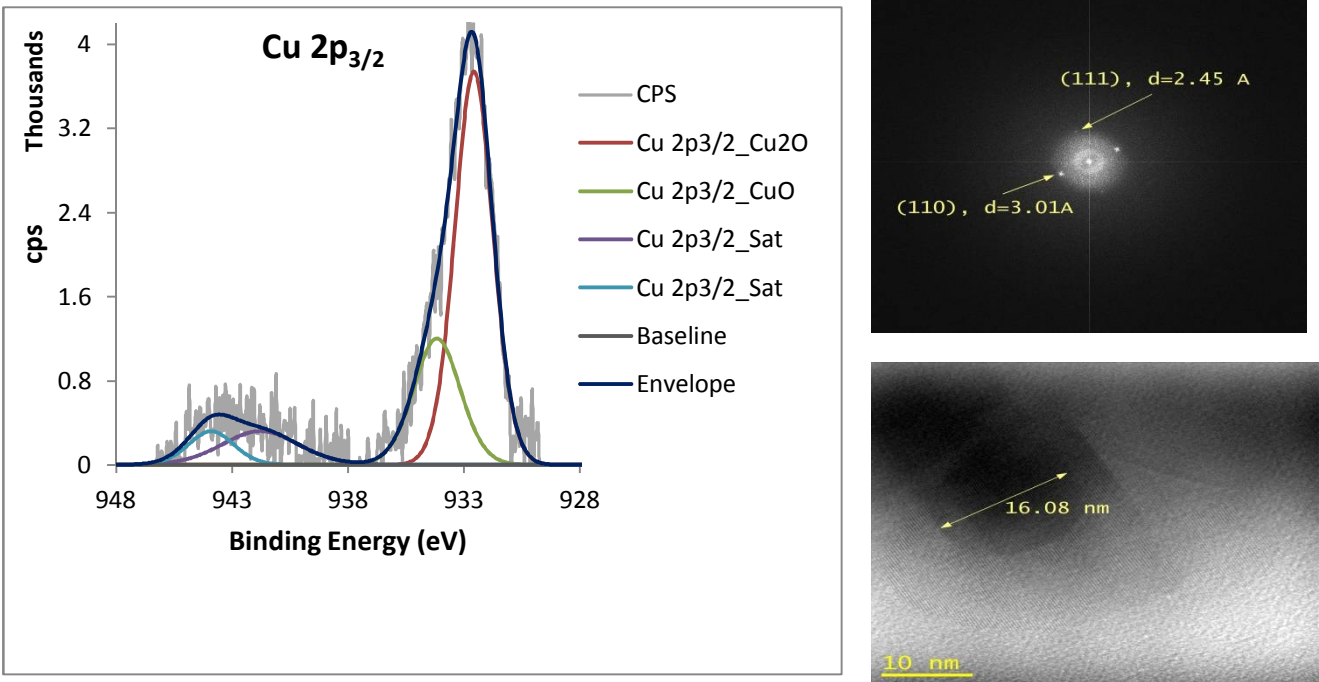 Cu 2p3/2
Thousands
cps
4
3.2
2.4
1.6
0.8
0
948
943
938
933
928
Binding Energy (eV)
CPS
Cu 2p3/2_Cu2O
Cu 2p3/2_CuO
Cu 2p3/2_Sat
Cu 2p3/2_Sat
Baseline
Envelope
(111), d=2.45 A
(110), d=3.01A
16.08 nm
10 nm